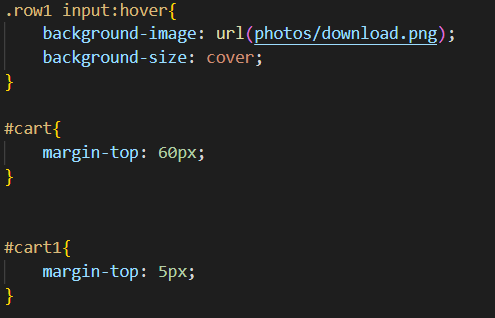 .row1 input:hover{
    background-image: url(photos/download.png);
    background-size: cover;
}
#cart{
    margin-top: 60px;
}
#cart1{
    margin-top: 5px;
}